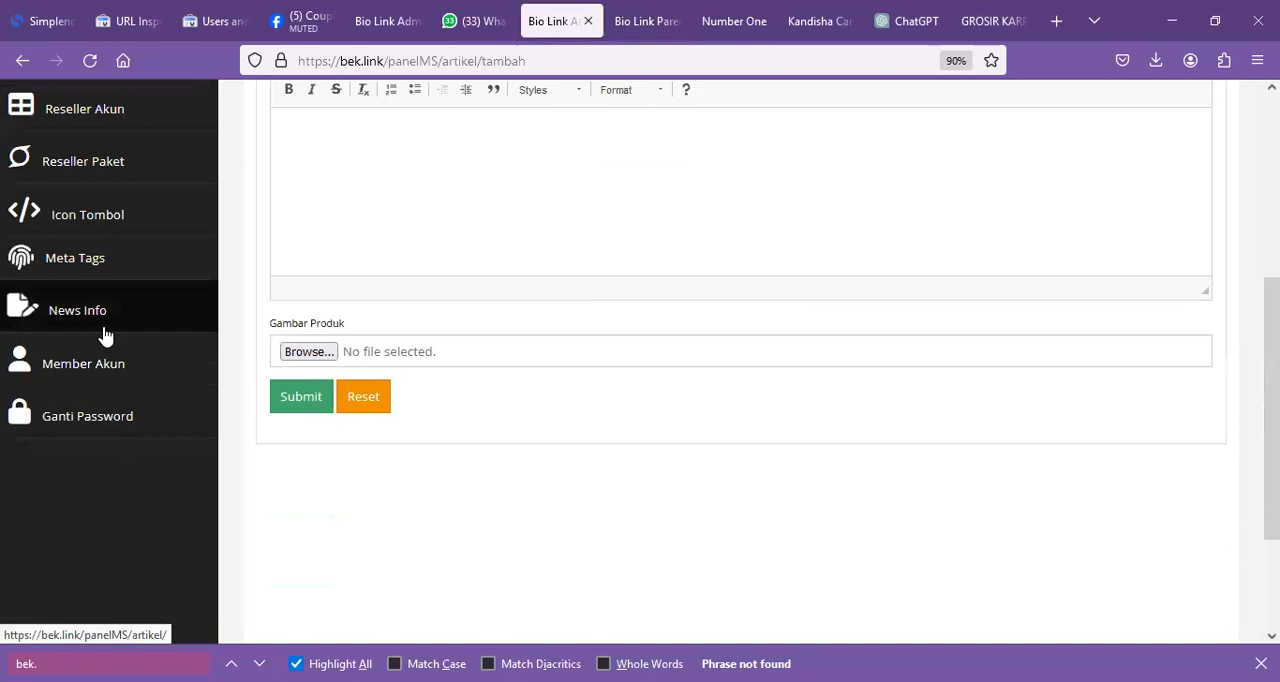 Simplenc
URL Insp
Users and
(5) Coup
MUTED
Bio Link Adm
(33) Wha
Bio Link A
Bio Link Pare
Number One
Kandisha Car
ChatGPT
GROSIR KAR
https://bek.link/panelMS/artikel/tambah
90%
Reseller Akun
Reseller Paket
Icon Tombol
Meta Tags
News Info
Member Akun
Ganti Password
B I S Tx Styles Format ?
Gambar Produk
Browse... No file selected.
Submit Reset
https://bek.link/panelMS/artikel/
bek.
Highlight All
Match Case
Match Diacritics
Whole Words
Phrase not found